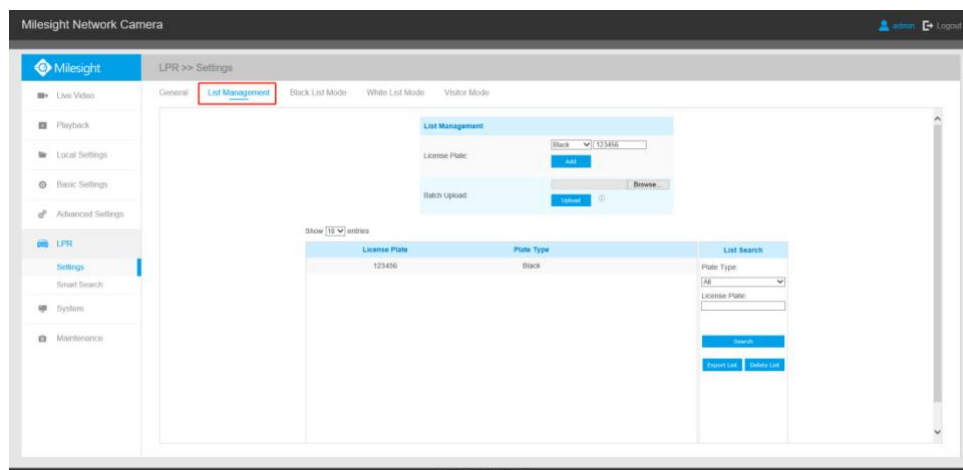 Milesight Network Camera
admin Logout
Milesight
LPR >> Settings
General List Management Black List Mode White List Mode Visitor Mode
Live Video
Playback
Local Settings
Basic Settings
Advanced Settings
LPR
Settings
Smart Search
System
Maintenance
List Management
License Plate: Black 123456
Add
Batch Upload: Browse...
Upload
Show 10 entries
License Plate Plate Type
123456 Black
List Search
Plate Type:
All
License Plate:
Search
Export List Delete List